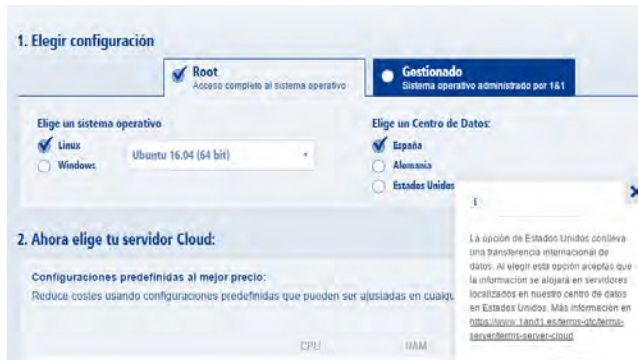 1. Elegir configuración
Root
Acceso completo al sistema operativo
Gestionado
Sistema operativo administrado por 1&1
Elige un sistema operativo
Linux
Windows
Ubuntu 16.04 (64 bit)
Elige un Centro de Datos:
España
Alemania
Estados Unidos
i
La opción de Estados Unidos conlleva
una transferencia internacional de
datos. Al elegir esta opción aceptas que
la información se alojará en servidores
localizados en nuestro centro de datos
en Estados Unidos. Más información en
https://www.1and1.es/terms-gtc/terms-
server/terms-server-cloud
2. Ahora elige tu servidor Cloud:
Configuraciones predefinidas al mejor precio:
Reduce costes usando configuraciones predefinidas que pueden ser ajustadas en cualqu
CPU RAM